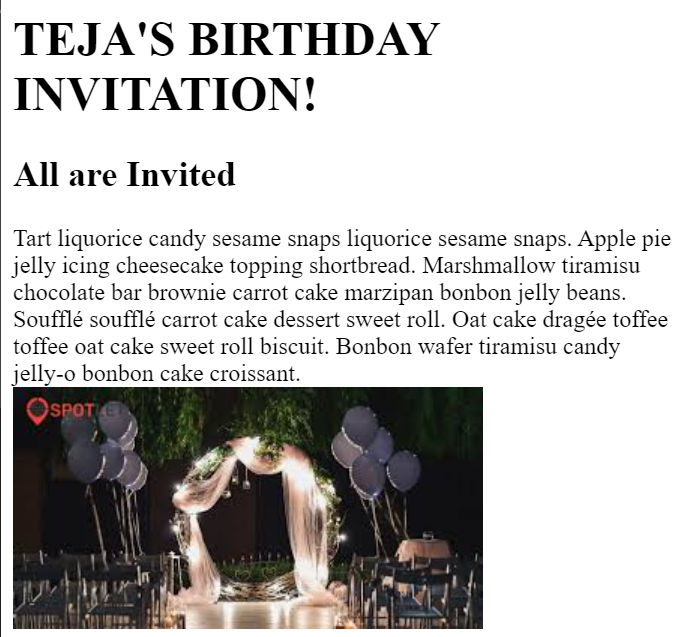 TEJA'S BIRTHDAY
INVITATION!
All are Invited
Tart liquorice candy sesame snaps liquorice sesame snaps. Apple pie
jelly icing cheesecake topping shortbread. Marshmallow tiramisu
chocolate bar brownie carrot cake marzipan bonbon jelly beans.
Soufflé soufflé carrot cake dessert sweet roll. Oat cake dragée toffee
toffee oat cake sweet roll biscuit. Bonbon wafer tiramisu candy
jelly-o bonbon cake croissant.
SPOTLET